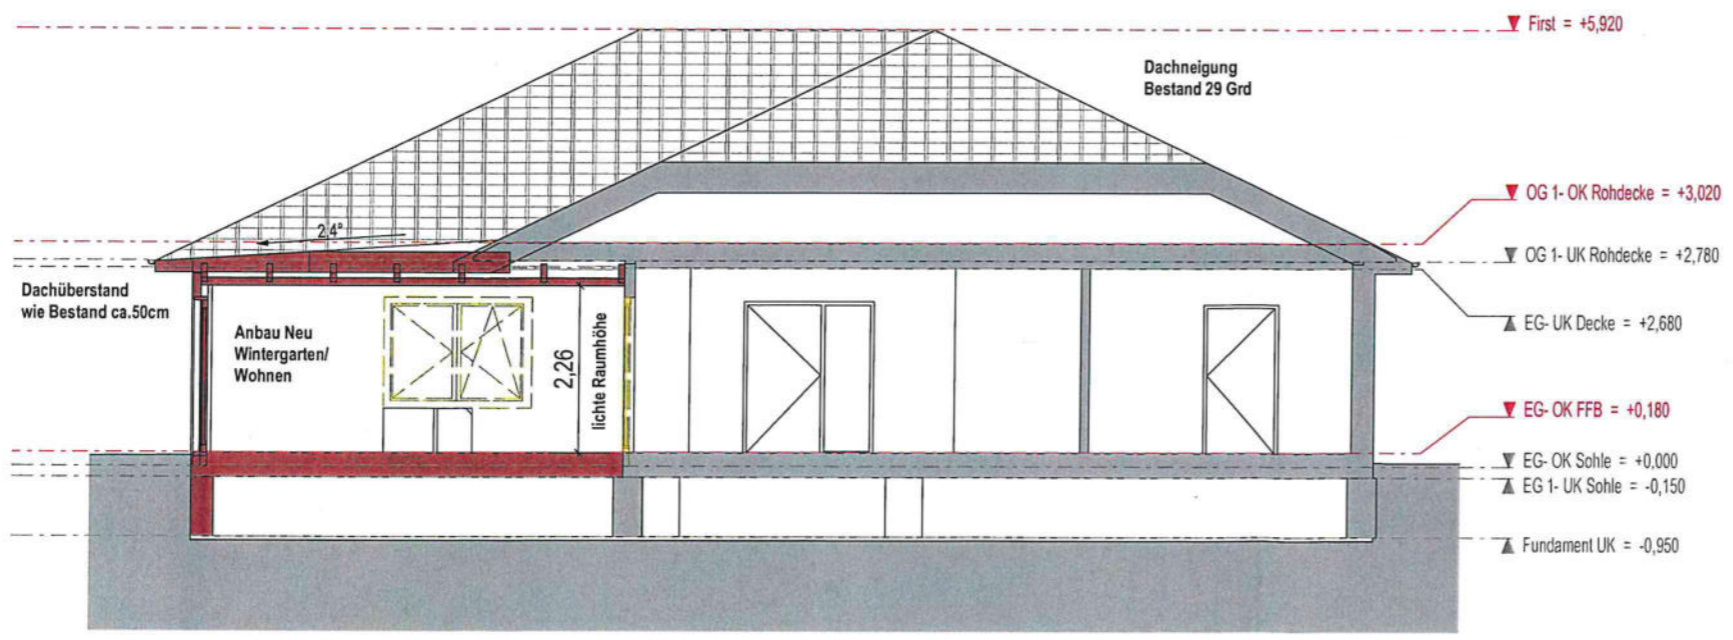 First = +5,920
Dachneigung
Bestand 29 Grd
OG 1- OK Rohdecke = +3,020
2,4°
OG 1- UK Rohdecke = +2,780
Dachüberstand
wie Bestand ca.50cm
EG- UK Decke = +2,680
Anbau Neu
Wintergarten/
Wohnen
2,26
lichte Raumhöhe
EG- OK FFB = +0,180
EG- OK Sohle = +0,000
EG 1- UK Sohle = -0,150
Fundament UK = -0,950